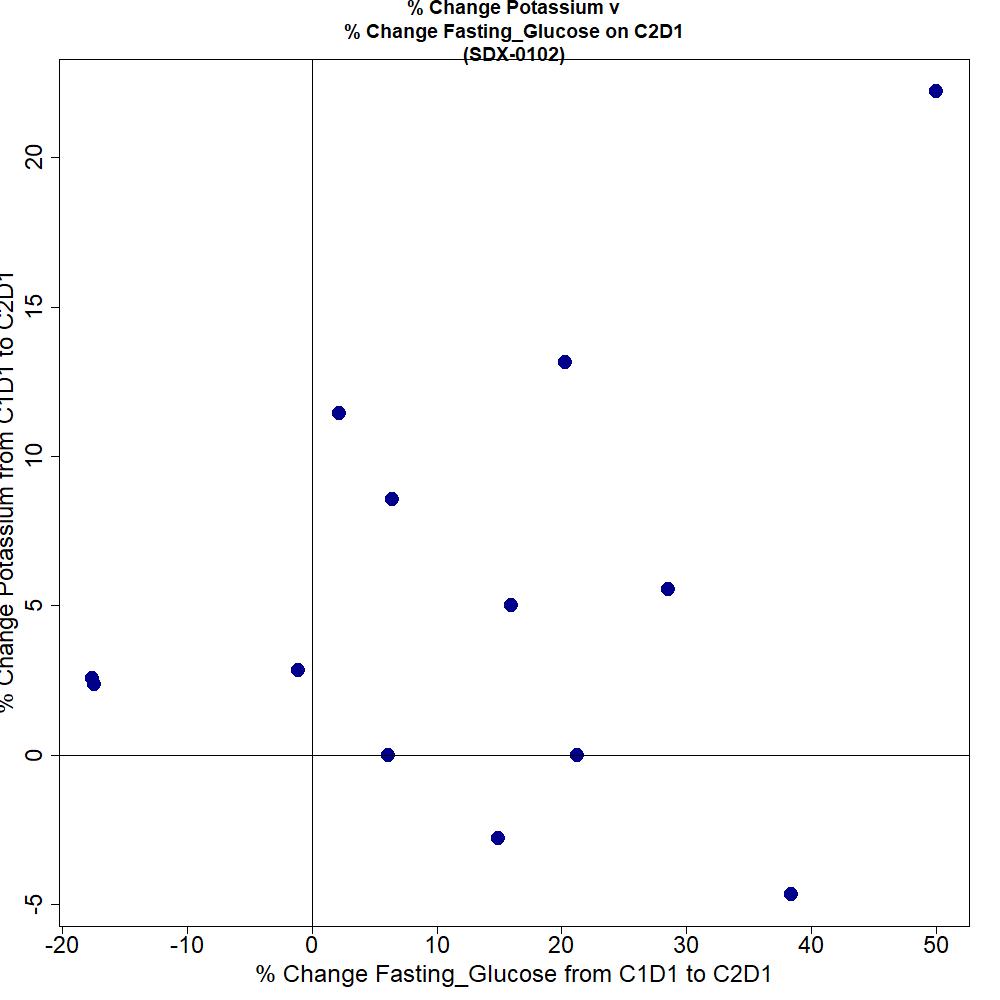 % Change Potassium v
% Change Fasting_Glucose on C2D1
(SDX-0102)
% Change Potassium from C1D1 to C2D1
20
15
10
5
0
-5
-20 -10 0 10 20 30 40 50
% Change Fasting_Glucose from C1D1 to C2D1